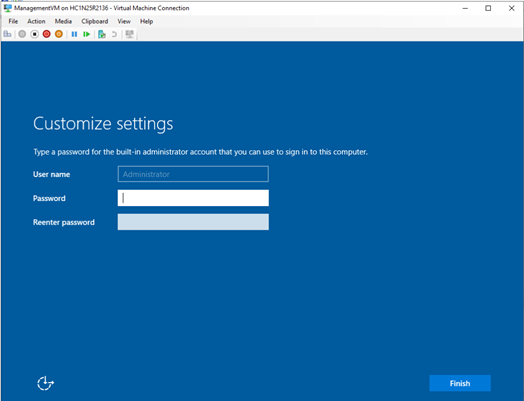 ManagementVM on HC1N25R2136 - Virtual Machine Connection
File Action Media Clipboard View Help
Customize settings
Type a password for the built-in administrator account that you can use to sign in to this computer.
User name Administrator
Password
Reenter password
Finish